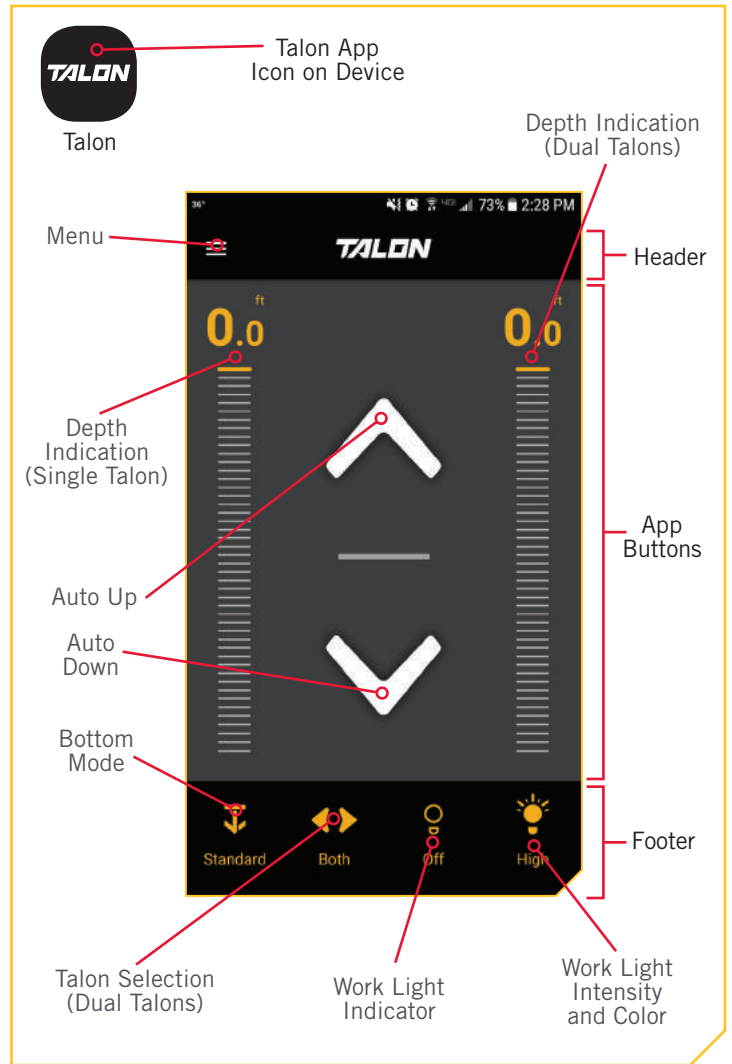 TALON
Talon App
Icon on Device
Talon
Depth Indication
(Dual Talons)
36°
73% 2:28 PM
Menu
TALON
Header
ft
0.0
ft
0.0
Depth
Indication
(Single Talon)
App
Buttons
Auto Up
Auto
Down
Bottom
Mode
Standard
Both
Off
High
Footer
Talon Selection
(Dual Talons)
Work Light
Indicator
Work Light
Intensity
and Color